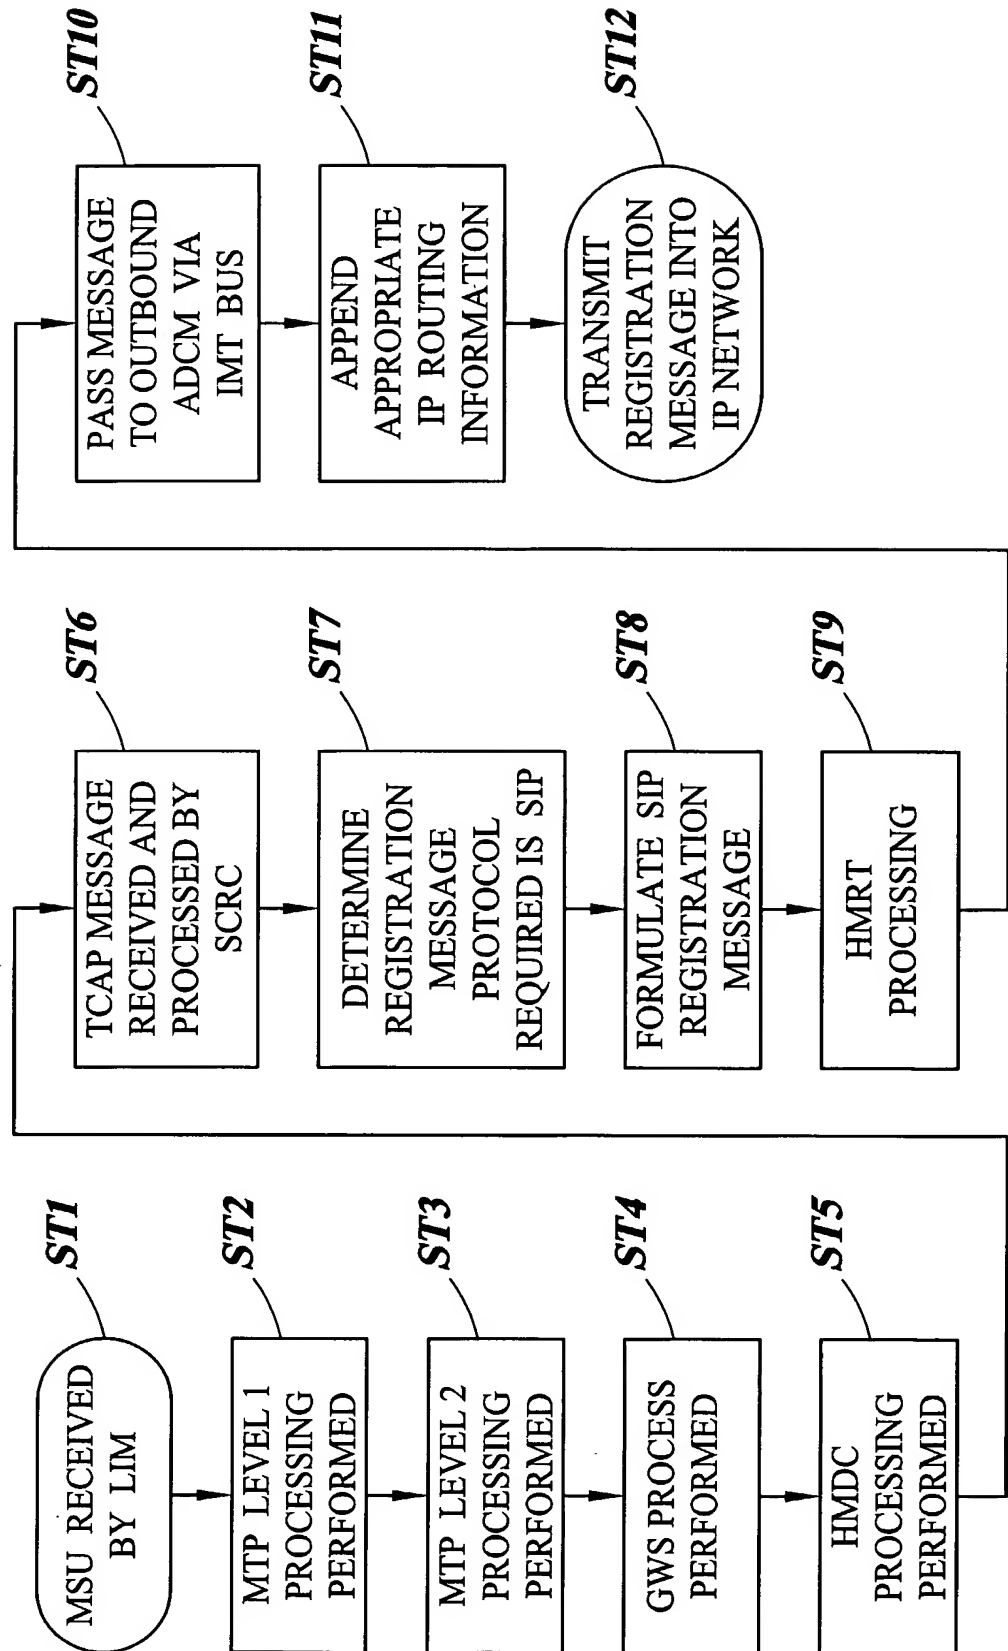 MSU RECEIVED
BY LIM
ST1
MTP LEVEL 1
PROCESSING
PERFORMED
ST2
MTP LEVEL 2
PROCESSING
PERFORMED
ST3
GWS PROCESS
PERFORMED
ST4
HMDC
PROCESSING
PERFORMED
ST5
TCAP MESSAGE
RECEIVED AND
PROCESSED BY
SCRC
ST6
DETERMINE
REGISTRATION
MESSAGE
PROTOCOL
REQUIRED IS SIP
ST7
FORMULATE SIP
REGISTRATION
MESSAGE
ST8
HMRT
PROCESSING
ST9
PASS MESSAGE
TO OUTBOUND
ADCM VIA
IMT BUS
ST10
APPEND
APPROPRIATE
IP ROUTING
INFORMATION
ST11
TRANSMIT
REGISTRATION
MESSAGE INTO
IP NETWORK
ST12